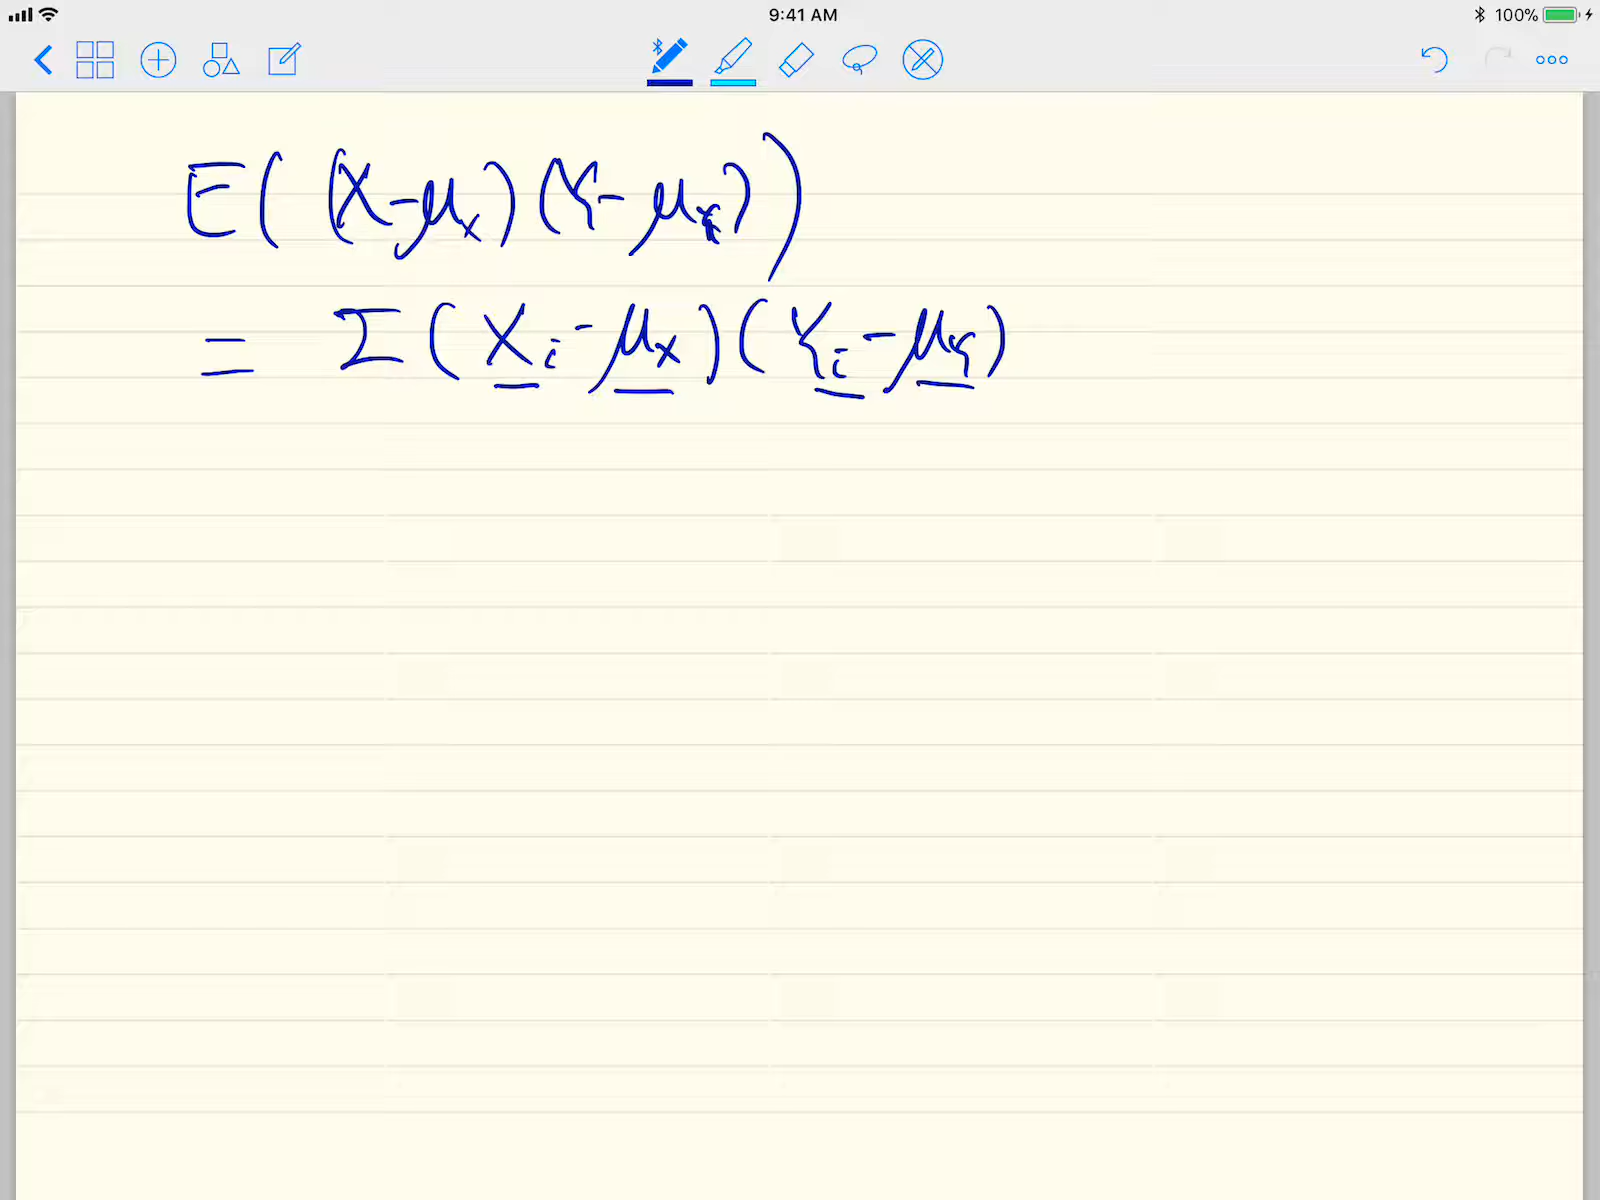 9:41 AM 100%
E( (X-μx)(Y-μY))
= Σ(Xi-μx)(Yi-μY)